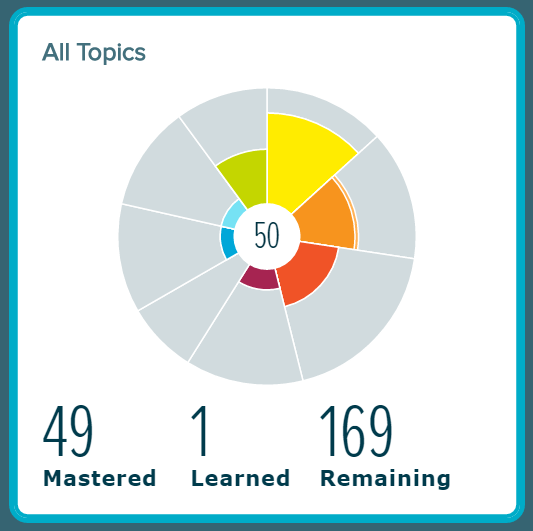 All Topics
50
49 1 169
Mastered Learned Remaining